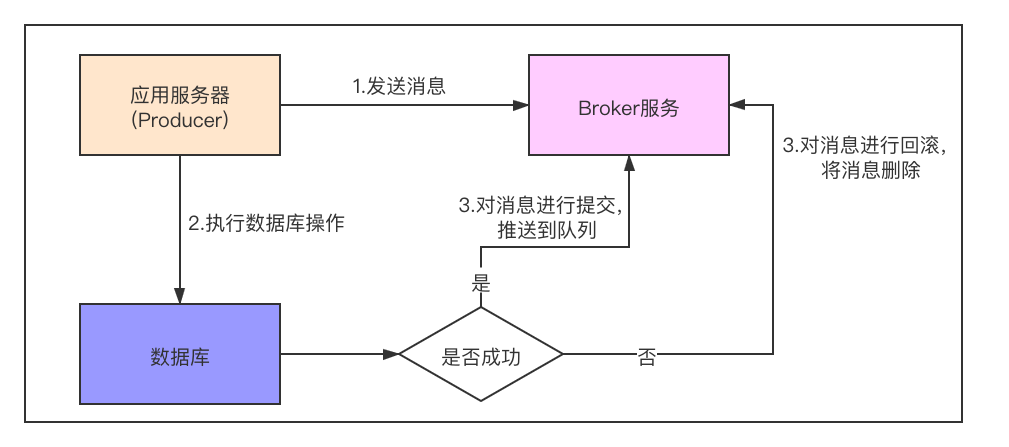 应用服务器
(Producer)
1.发送消息
Broker服务
3.对消息进行回滚，
将消息删除
2.执行数据库操作
3.对消息进行提交，
推送到队列
是
数据库
是否成功
否